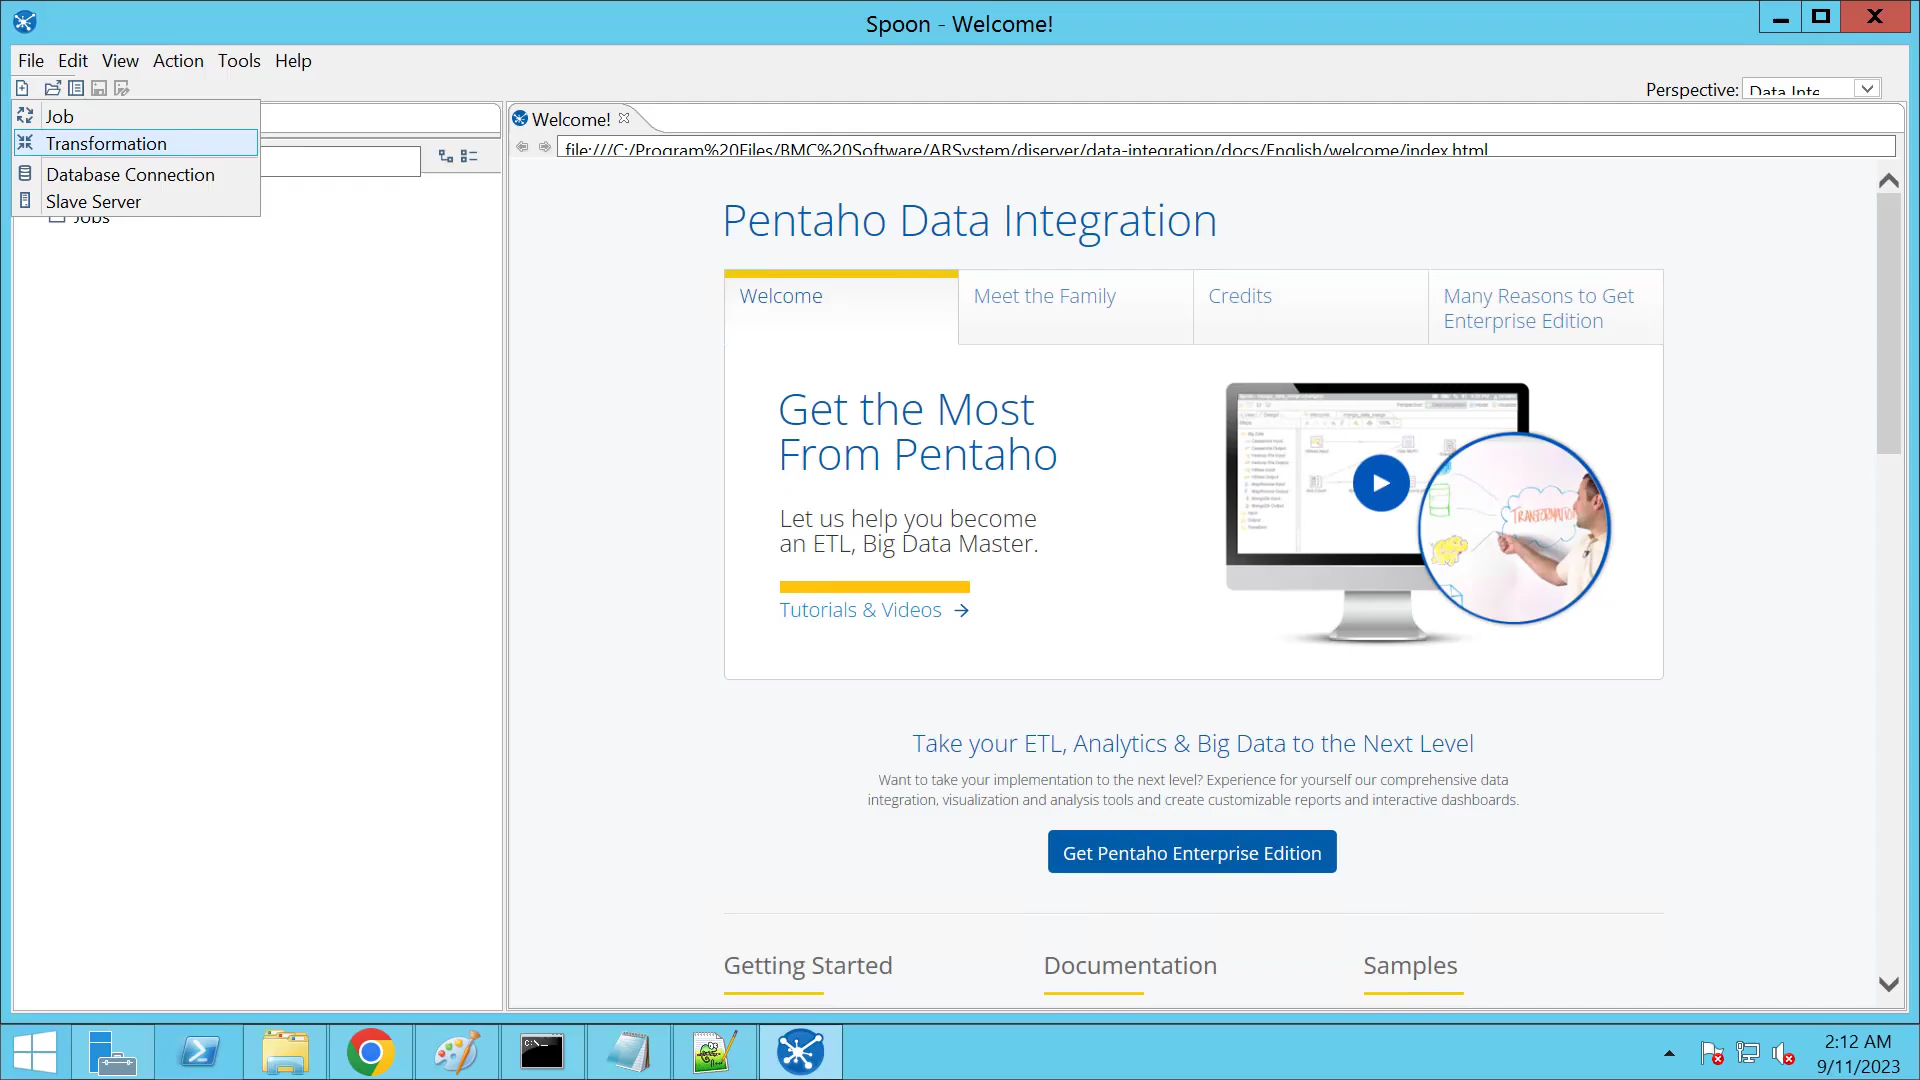 Spoon - Welcome!
File Edit View Action Tools Help
Perspective: Data Inte
Job
Transformation
Database Connection
Slave Server
Jobs
Welcome!
file:///C:/Program%20Files/BMC%20Software/ARSystem/diserver/data-integration/docs/English/welcome/index.html
Pentaho Data Integration
Welcome
Meet the Family
Credits
Many Reasons to Get
Enterprise Edition
Get the Most
From Pentaho
Let us help you become
an ETL, Big Data Master.
Tutorials & Videos
TRANSFORMATION
Take your ETL, Analytics & Big Data to the Next Level
Want to take your implementation to the next level? Experience for yourself our comprehensive data
integration, visualization and analysis tools and create customizable reports and interactive dashboards.
Get Pentaho Enterprise Edition
Getting Started
Documentation
Samples
2:12 AM
9/11/2023